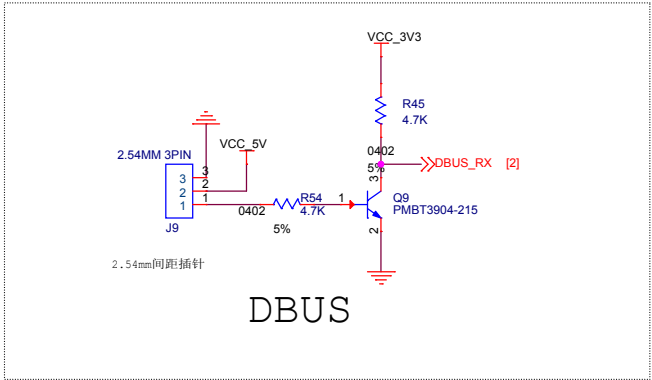 VCC_3V3
R45
4.7K
0402
5%
DBUS_RX [2]
2.54MM 3PIN
VCC_5V
3 3
2 2
1 1
J9
0402
R54
4.7K
5%
1
3
Q9
PMBT3904-215
2
2.54mm间距插针
DBUS